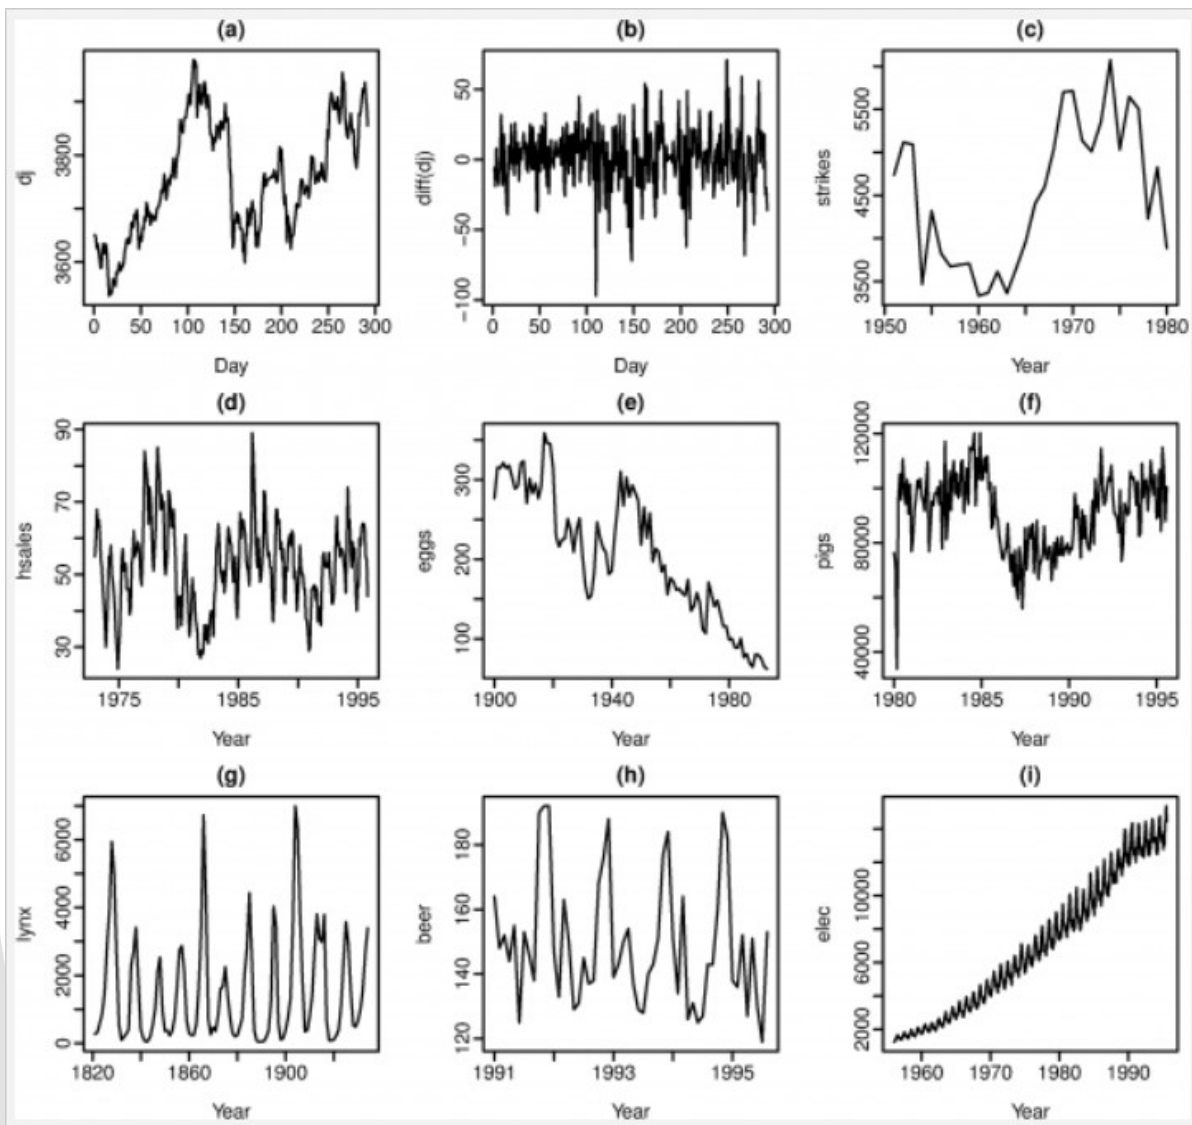 (a)
dj
3600 3800
0 50 100 150 200 250 300
Day
(b)
diff(dj)
−100 −50 0 50
0 50 100 150 200 250 300
Day
(c)
strikes
3500 4500 5500
1950 1960 1970 1980
Year
(d)
hsales
30 50 70 90
1975 1985 1995
Year
(e)
eggs
100 200 300
1900 1940 1980
Year
(f)
pigs
40000 80000 120000
1980 1985 1990 1995
Year
(g)
lynx
0 2000 4000 6000
1820 1860 1900
Year
(h)
beer
120 140 160 180
1991 1993 1995
Year
(i)
elec
2000 6000 10000
1960 1970 1980 1990
Year